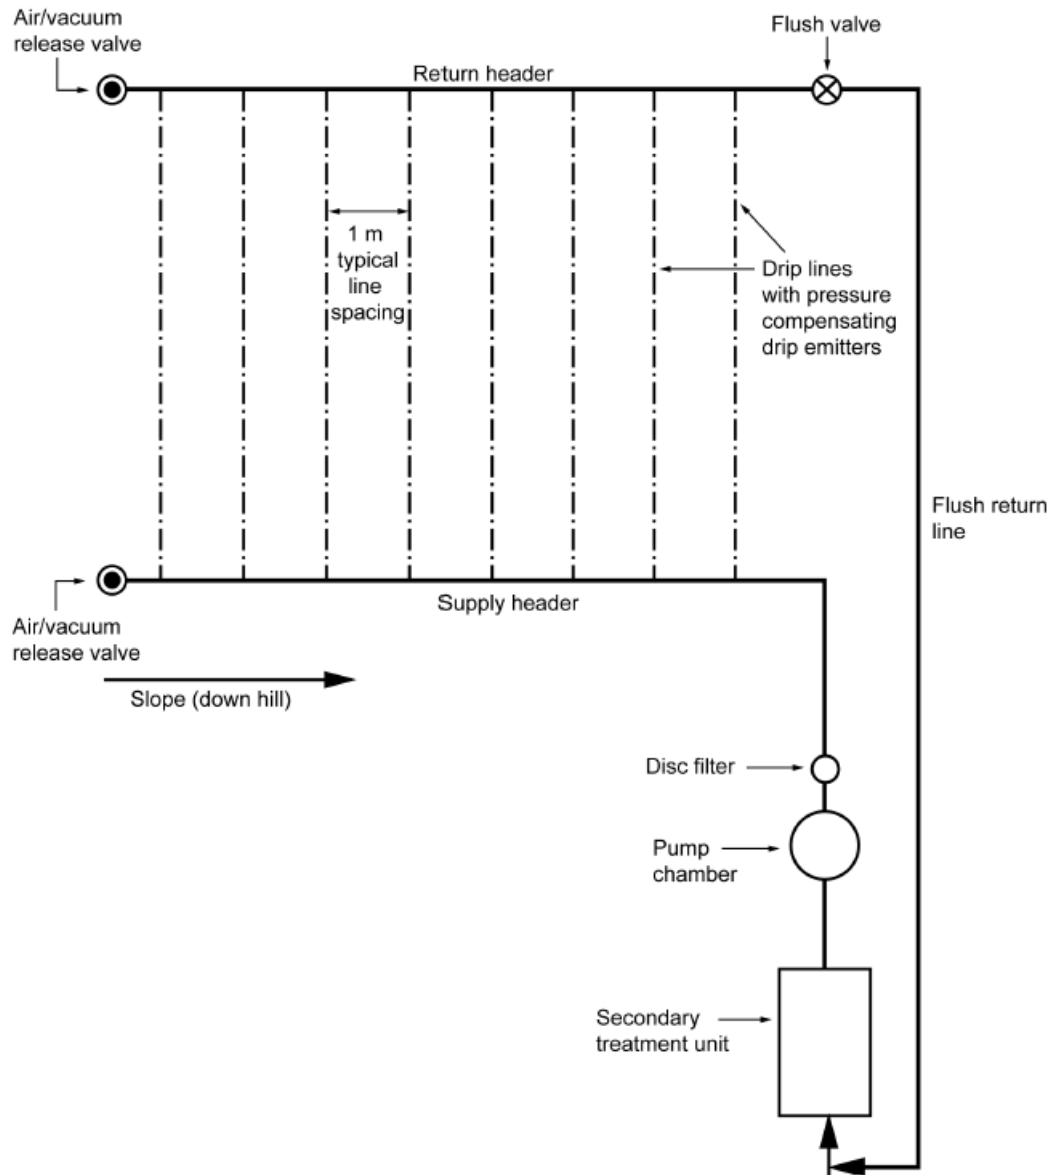 Air/vacuum
release valve
Flush valve
Return header
1 m
typical
line
spacing
Drip lines
with pressure
compensating
drip emitters
Flush return
line
Supply header
Air/vacuum
release valve
Slope (down hill)
Disc filter
Pump
chamber
Secondary
treatment unit